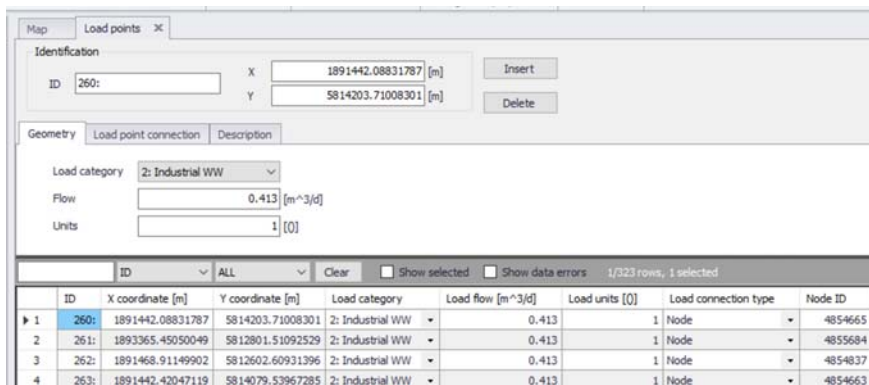 Map Load points
Identification
ID 260: X 1891442.08831787 [m] Insert
Y 5814203.71008301 [m] Delete
Geometry Load point connection Description
Load category 2: Industrial WW
Flow 0.413 [m^3/d]
Units 1 [()]
ID ALL Clear Show selected Show data errors 1/323 rows, 1 selected
ID X coordinate [m] Y coordinate [m] Load category Load flow [m^3/d] Load units [()] Load connection type Node ID
1 260: 1891442.08831787 5814203.71008301 2: Industrial WW 0.413 1 Node 4854665
2 261: 1893365.45050049 5812801.51092529 2: Industrial WW 0.413 1 Node 4855684
3 262: 1891468.91149902 5812602.60931396 2: Industrial WW 0.413 1 Node 4854837
4 263: 1891442.42047119 5814079.53967285 2: Industrial WW 0.413 1 Node 4854663